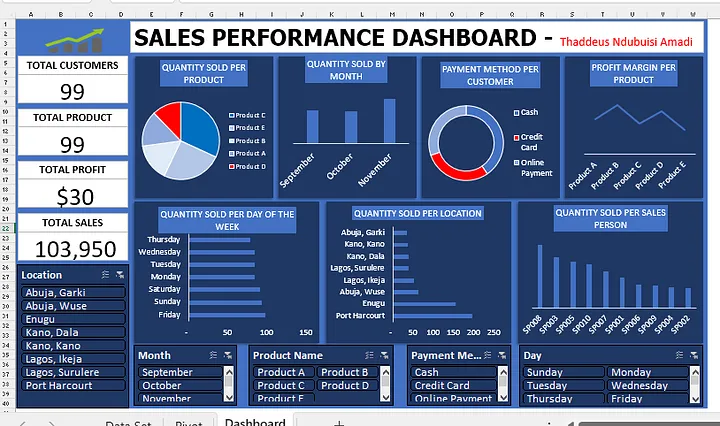 A B C D E F G H I J K L M N O P Q R S T U V W
SALES PERFORMANCE DASHBOARD - Thaddeus Ndubuisi Amadi
TOTAL CUSTOMERS
99
TOTAL PRODUCT
99
TOTAL PROFIT
$30
TOTAL SALES
103,950
QUANTITY SOLD PER
PRODUCT
Product C
Product E
Product B
Product A
Product D
QUANTITY SOLD BY
MONTH
September
October
November
PAYMENT METHOD PER
CUSTOMER
Cash
Credit
Card
Online
Payment
PROFIT MARGIN PER
PRODUCT
Product A
Product B
Product C
Product D
Product E
QUANTITY SOLD PER DAY OF THE
WEEK
Thursday
Wednesday
Tuesday
Monday
Saturday
Sunday
Friday
- 50 100 150
QUANTITY SOLD PER LOCATION
Abuja, Garki
Kano, Kano
Kano, Dala
Lagos, Surulere
Lagos, Ikeja
Abuja, Wuse
Enugu
Port Harcourt
- 50 100 150 200 250
QUANTITY SOLD PER SALES
PERSON
SP008
SP003
SP005
SP010
SP007
SP001
SP006
SP009
SP004
SP002
Location
Abuja, Garki
Abuja, Wuse
Enugu
Kano, Dala
Kano, Kano
Lagos, Ikeja
Lagos, Surulere
Port Harcourt
Month
September
October
November
Product Name
Product A Product B
Product C Product D
Product E
Payment Me...
Cash
Credit Card
Online Payment
Day
Sunday Monday
Tuesday Wednesday
Thursday Friday
Data Set Pivot Dashboard